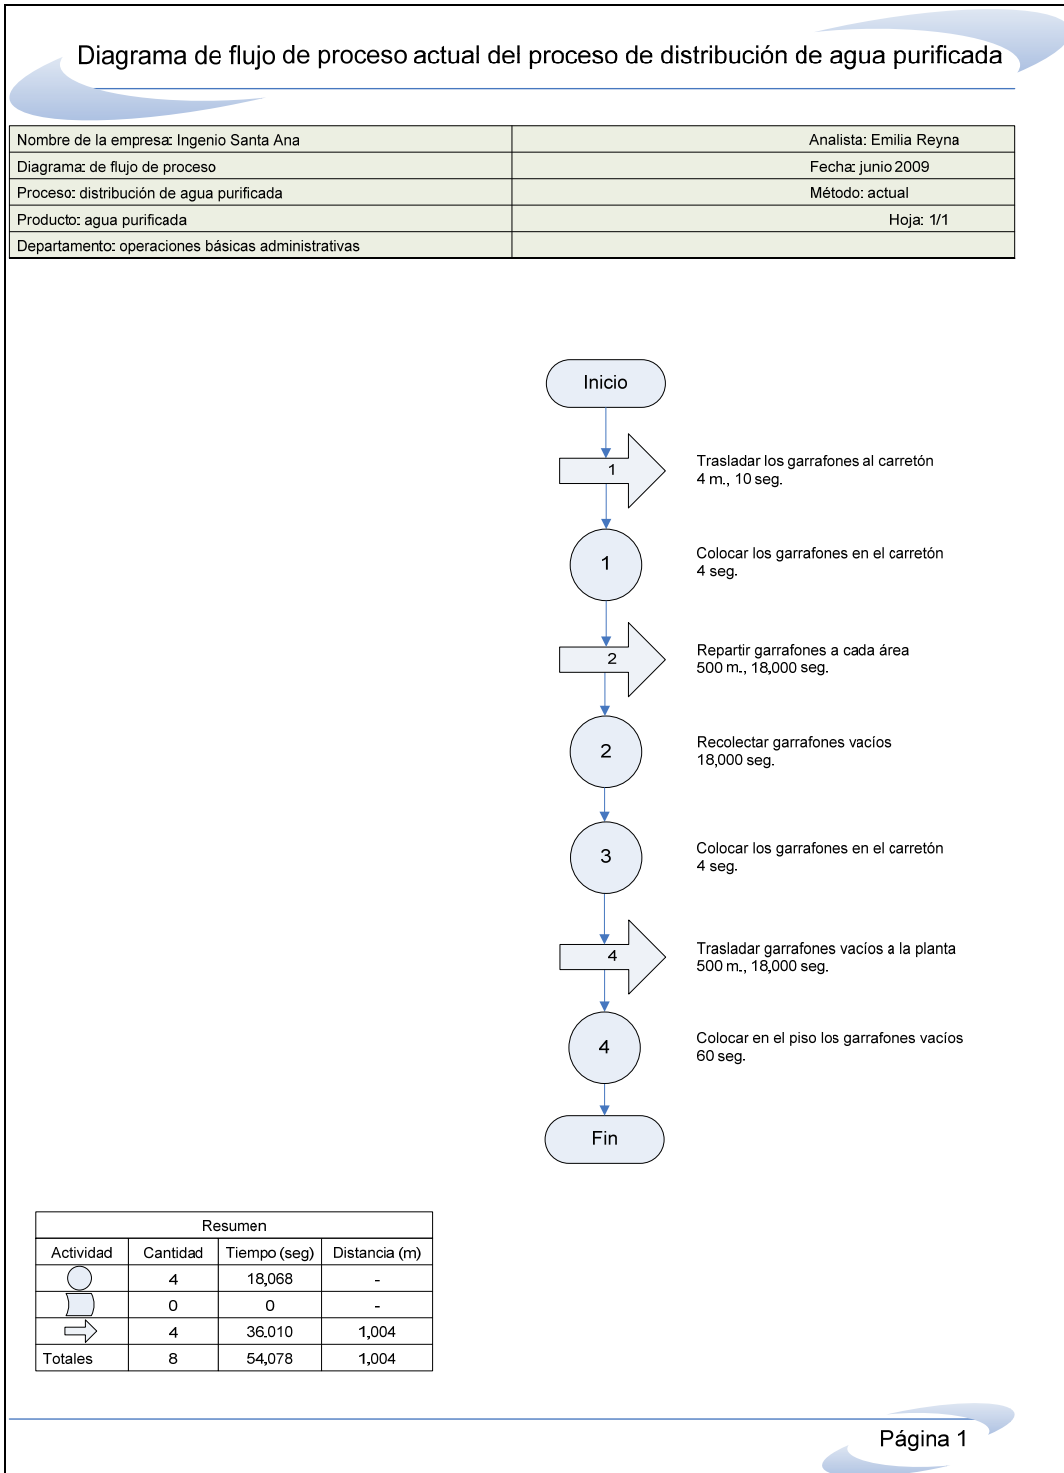 Diagrama de flujo de proceso actual del proceso de distribución de agua purificada
Nombre de la empresa: Ingenio Santa Ana
Analista: Emilia Reyna
Diagrama: de flujo de proceso
Fecha: junio 2009
Proceso: distribución de agua purificada
Método: actual
Producto: agua purificada
Hoja: 1/1
Departamento: operaciones básicas administrativas
Inicio
1
Trasladar los garrafones al carretón
4 m., 10 seg.
1
Colocar los garrafones en el carretón
4 seg.
2
Repartir garrafones a cada área
500 m., 18,000 seg.
2
Recolectar garrafones vacíos
18,000 seg.
3
Colocar los garrafones en el carretón
4 seg.
4
Trasladar garrafones vacíos a la planta
500 m., 18,000 seg.
4
Colocar en el piso los garrafones vacíos
60 seg.
Fin
Resumen
Actividad Cantidad Tiempo (seg) Distancia (m)
4 18,068 -
0 0 -
4 36.010 1,004
Totales 8 54,078 1,004
Página 1